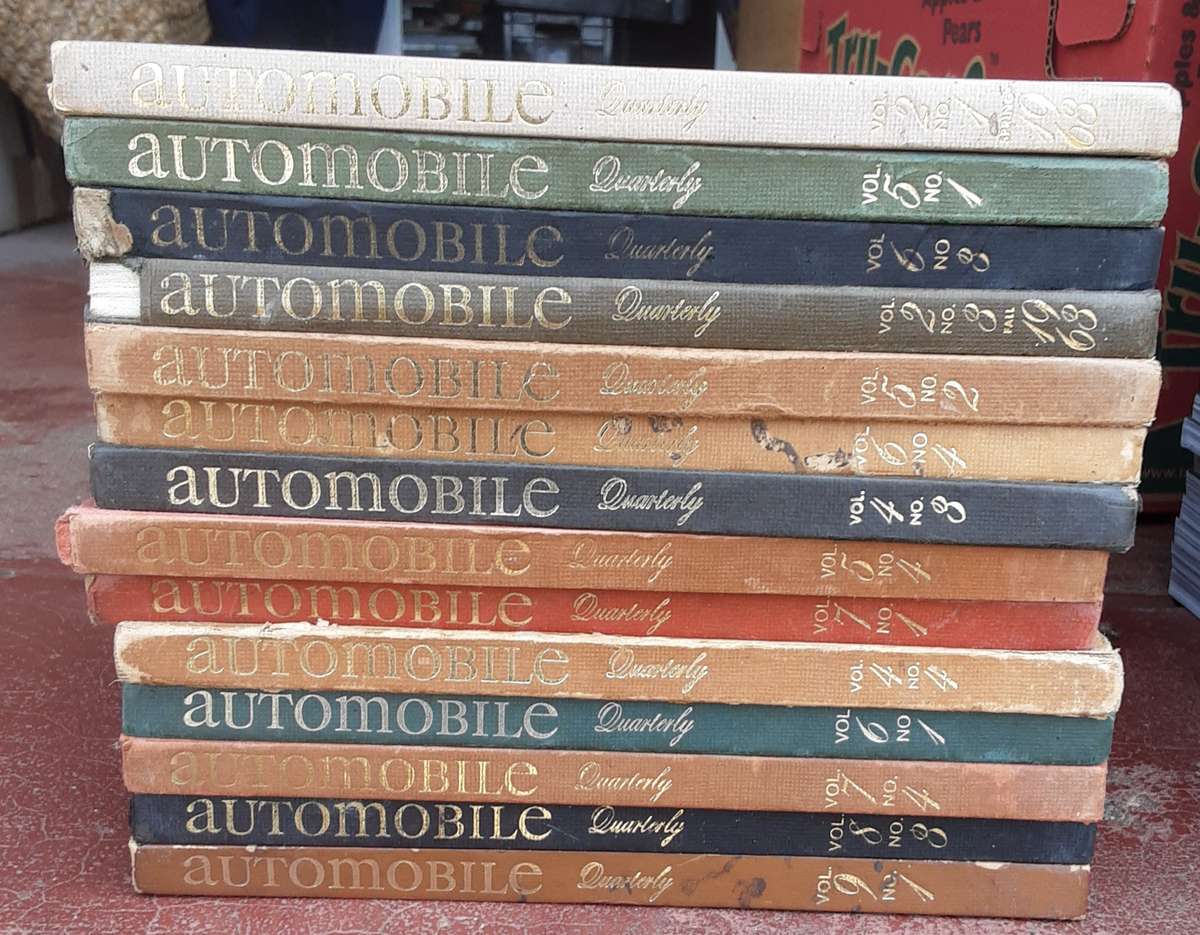 Apples &
Pears
AUTOMOBILE Quarterly VOL. 2 NO. 1 SPRING 1963
AUTOMOBILE Quarterly VOL. 5 NO. 1
AUTOMOBILE Quarterly VOL 6 NO 3
AUTOMOBILE Quarterly VOL. 2 NO. 3 FALL 1963
AUTOMOBILE Quarterly VOL. 5 NO. 2
AUTOMOBILE Quarterly VOL 6 NO 4
AUTOMOBILE Quarterly VOL. 4 NO. 3
AUTOMOBILE Quarterly VOL. 5 NO. 4
AUTOMOBILE Quarterly VOL. 7 NO. 1
AUTOMOBILE Quarterly VOL. 4 NO. 4
AUTOMOBILE Quarterly VOL 6 NO 1
AUTOMOBILE Quarterly VOL. 7 NO. 4
AUTOMOBILE Quarterly VOL. 8 NO. 3
AUTOMOBILE Quarterly VOL. 9 NO. 1